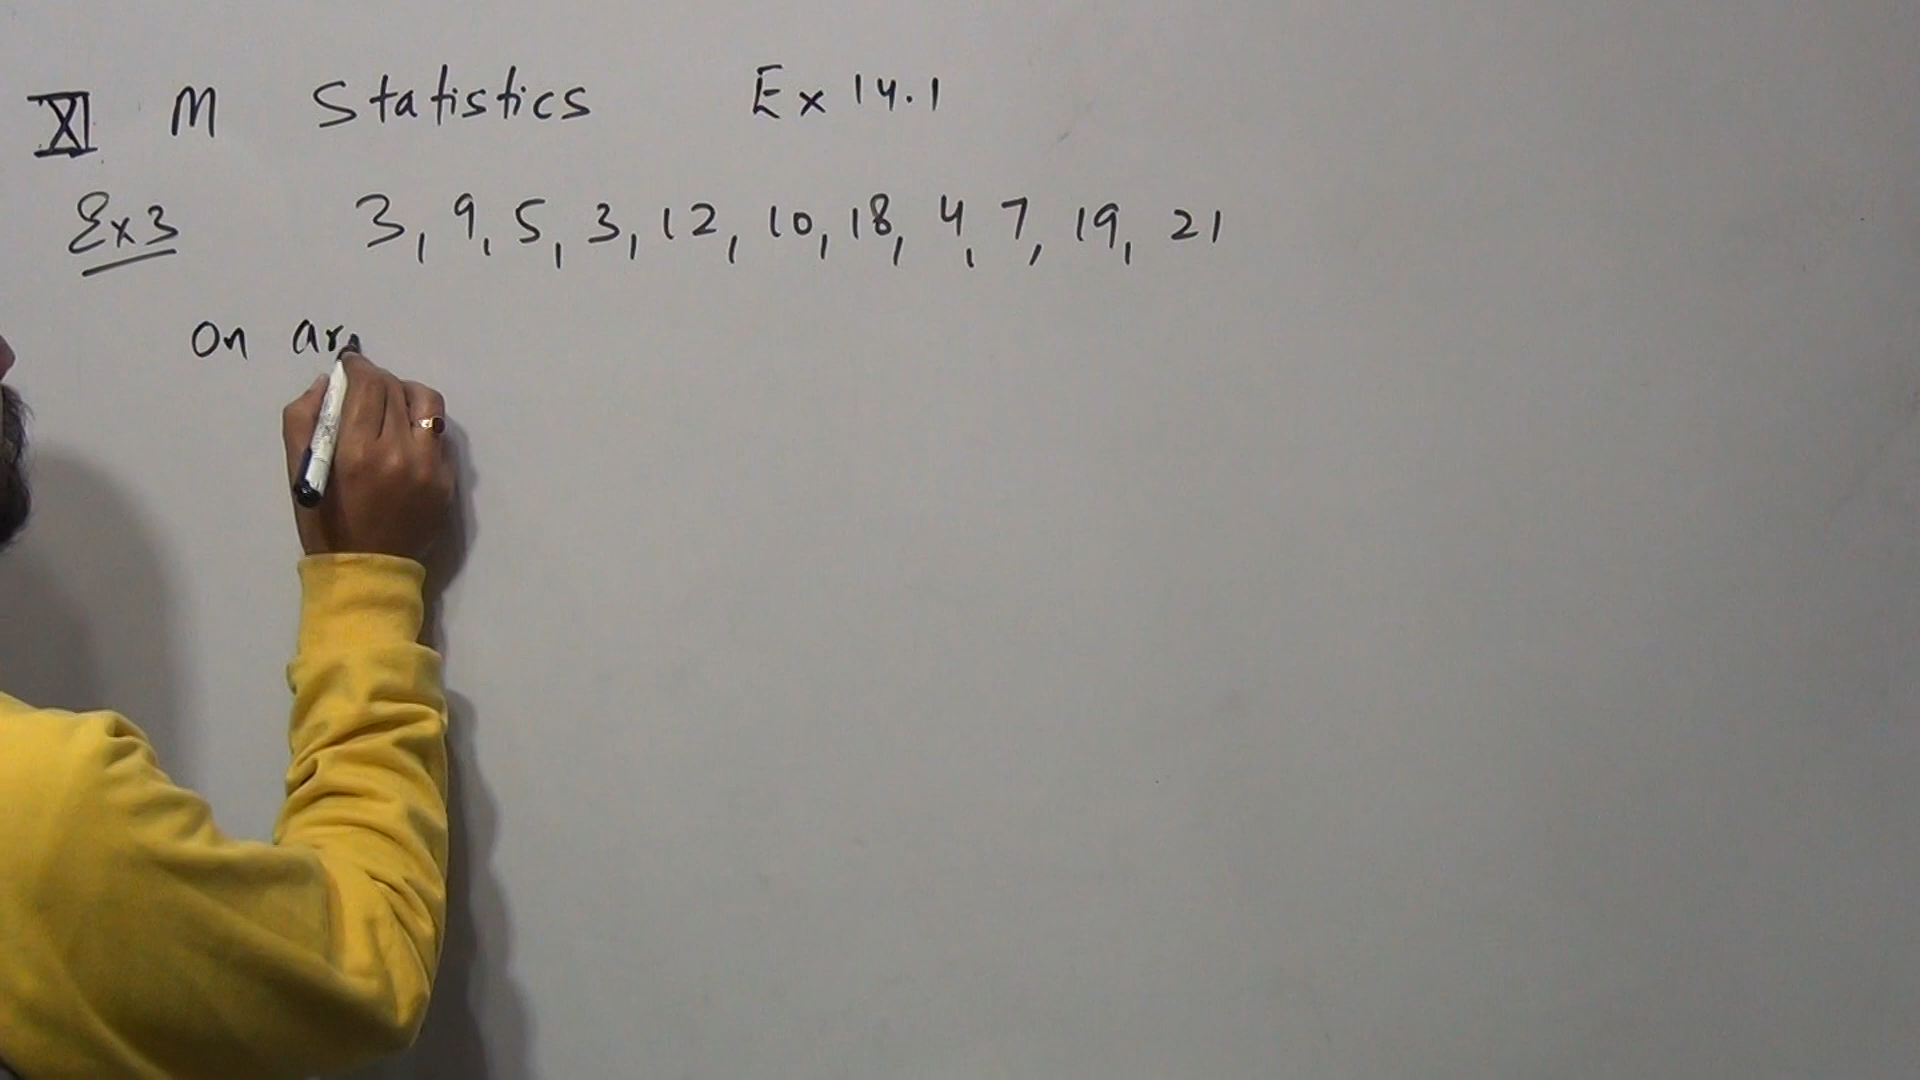 XI M Statistics Ex 14.1
Ex 3 3, 9, 5, 3, 12, 10, 18, 4, 7, 19, 21
On ar